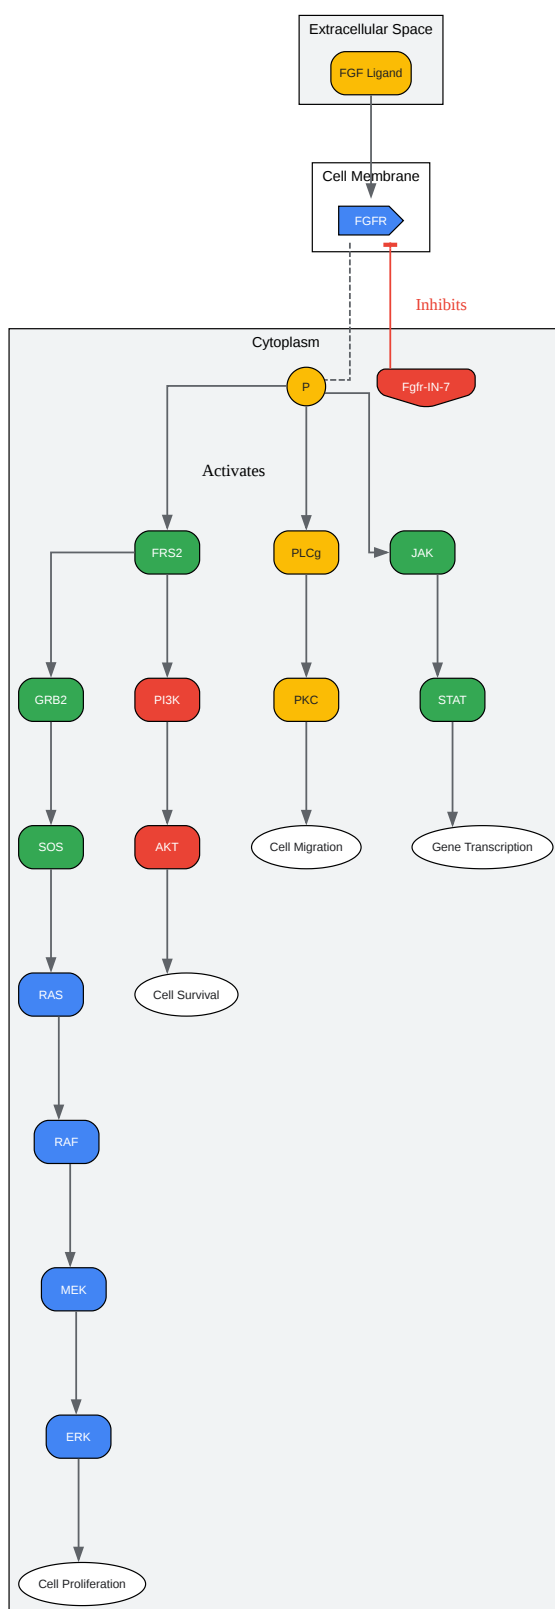 Extracellular Space
FGF Ligand
Cell Membrane
FGFR
Inhibits
Cytoplasm
P
Fgfr-IN-7
Activates
FRS2
PLCg
JAK
GRB2
PI3K
PKC
STAT
SOS
AKT
Cell Migration
Gene Transcription
RAS
Cell Survival
RAF
MEK
ERK
Cell Proliferation